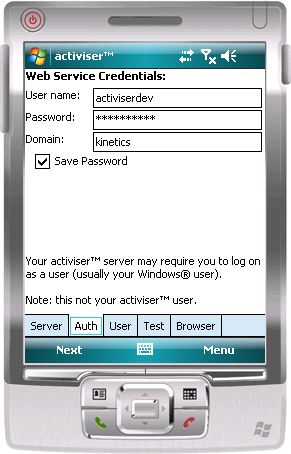 activiser™
Web Service Credentials:
User name: activiserdev
Password: **********
Domain: kinetics
Save Password
Your activiser™ server may require you to log on
as a user (usually your Windows® user).
Note: this not your activiser™ user.
Server Auth User Test Browser
Next Menu